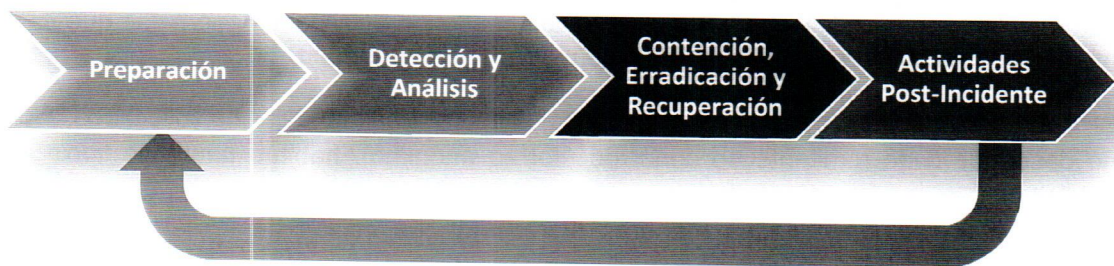 Preparación
Detección y
Análisis
Contención,
Erradicación y
Recuperación
Actividades
Post-Incidente